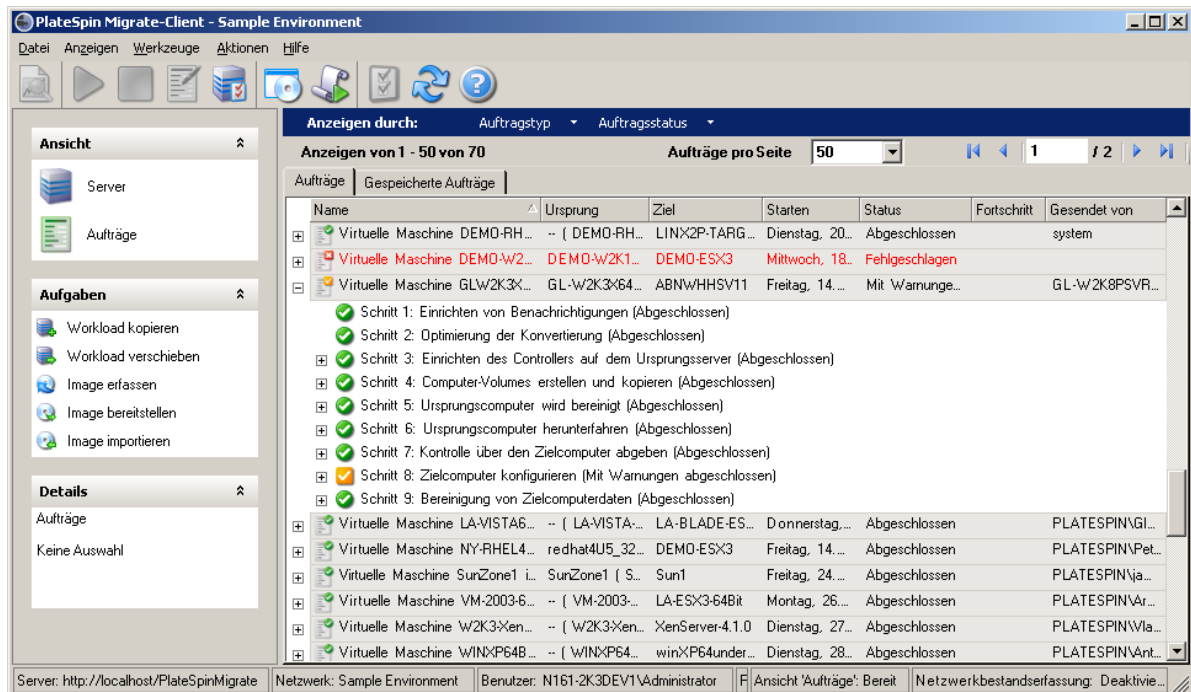 PlateSpin Migrate-Client - Sample Environment
Datei Anzeigen Werkzeuge Aktionen Hilfe
Ansicht
Server
Aufträge
Aufgaben
Workload kopieren
Workload verschieben
Image erfassen
Image bereitstellen
Image importieren
Details
Aufträge
Keine Auswahl
Anzeigen durch: Auftragstyp Auftragsstatus
Anzeigen von 1 - 50 von 70 Aufträge pro Seite 50 1 / 2
Aufträge Gespeicherte Aufträge
Name Ursprung Ziel Starten Status Fortschritt Gesendet von
Virtuelle Maschine DEMO-RH... -- ( DEMO-RH... LINX2P-TARG... Dienstag, 20... Abgeschlossen system
Virtuelle Maschine DEMO-W2... DEMO-W2K1... DEMO-ESX3 Mittwoch, 18... Fehlgeschlagen
Virtuelle Maschine GLW2K3X... GL-W2K3X64... ABNWHHSV11 Freitag, 14.... Mit Warnunge... GL-W2K8PSVR...
Schritt 1: Einrichten von Benachrichtigungen (Abgeschlossen)
Schritt 2: Optimierung der Konvertierung (Abgeschlossen)
Schritt 3: Einrichten des Controllers auf dem Ursprungsserver (Abgeschlossen)
Schritt 4: Computer-Volumes erstellen und kopieren (Abgeschlossen)
Schritt 5: Ursprungscomputer wird bereinigt (Abgeschlossen)
Schritt 6: Ursprungscomputer herunterfahren (Abgeschlossen)
Schritt 7: Kontrolle über den Zielcomputer abgeben (Abgeschlossen)
Schritt 8: Zielcomputer konfigurieren (Mit Warnungen abgeschlossen)
Schritt 9: Bereinigung von Zielcomputerdaten (Abgeschlossen)
Virtuelle Maschine LA-VISTA6... -- ( LA-VISTA-... LA-BLADE-ES... Donnerstag,... Abgeschlossen PLATESPIN\Gl...
Virtuelle Maschine NY-RHEL4... redhat4U5_32... DEMO-ESX3 Freitag, 14.... Abgeschlossen PLATESPIN\Pet...
Virtuelle Maschine SunZone1 i... SunZone1 ( S... Sun1 Freitag, 24.... Abgeschlossen PLATESPIN\ja...
Virtuelle Maschine VM-2003-6... -- ( VM-2003-... LA-ESX3-64Bit Montag, 26.... Abgeschlossen PLATESPIN\Ar...
Virtuelle Maschine W2K3-Xen... -- ( W2K3-Xen... XenServer-4.1.0 Dienstag, 27... Abgeschlossen PLATESPIN\Vla...
Virtuelle Maschine WINXP64B... -- ( WINXP64... winXP64under... Dienstag, 28... Abgeschlossen PLATESPIN\Ant...
Server: http://localhost/PlateSpinMigrate Netzwerk: Sample Environment Benutzer: N161-2K3DEV1\Administrator F Ansicht 'Aufträge': Bereit Netzwerkbestandserfassung: Deaktivie...